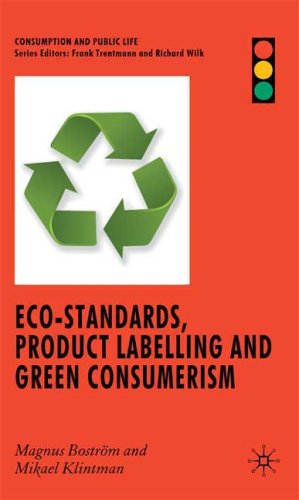 CONSUMPTION AND PUBLIC LIFE
Series Editors: Frank Trentmann and Richard Wilk
ECO-STANDARDS,
PRODUCT LABELLING AND
GREEN CONSUMERISM
Magnus Boström and
Mikael Klintman